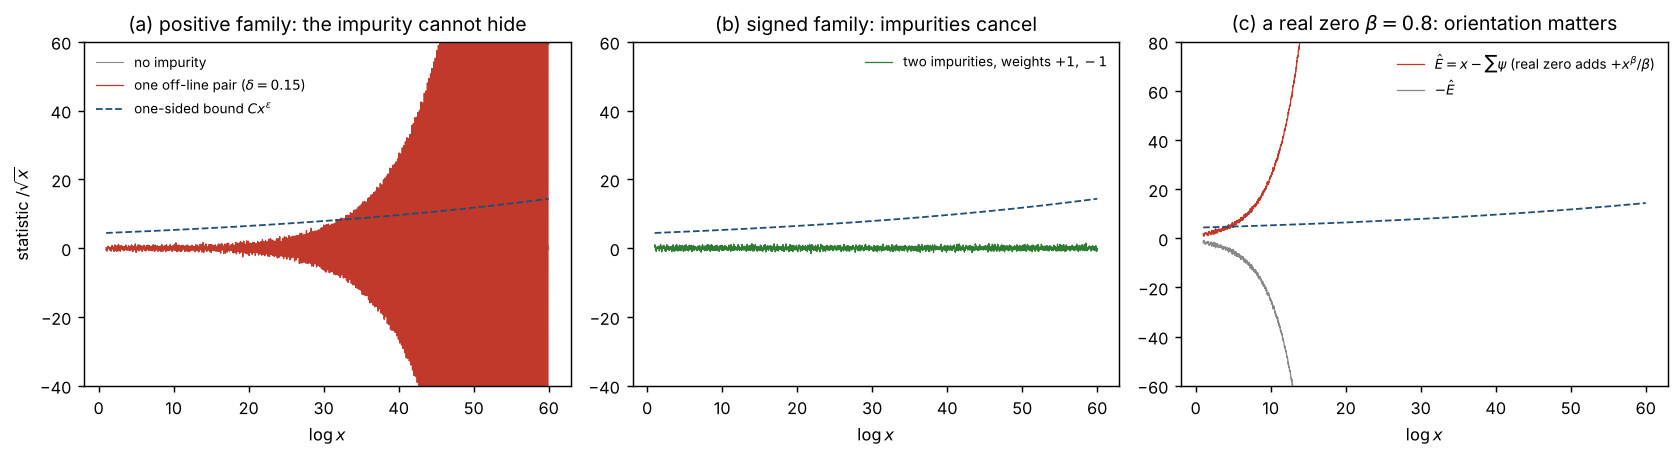 (a) positive family: the impurity cannot hide
statistic /√x
60
40
20
0
−20
−40
no impurity
one off-line pair (δ = 0.15)
one-sided bound Cx^ε
0 10 20 30 40 50 60
log x
(b) signed family: impurities cancel
60
40
20
0
−20
−40
two impurities, weights +1, −1
0 10 20 30 40 50 60
log x
(c) a real zero β = 0.8: orientation matters
80
60
40
20
0
−20
−40
−60
Ê = x − ∑ψ (real zero adds +x^β/β)
−Ê
0 10 20 30 40 50 60
log x